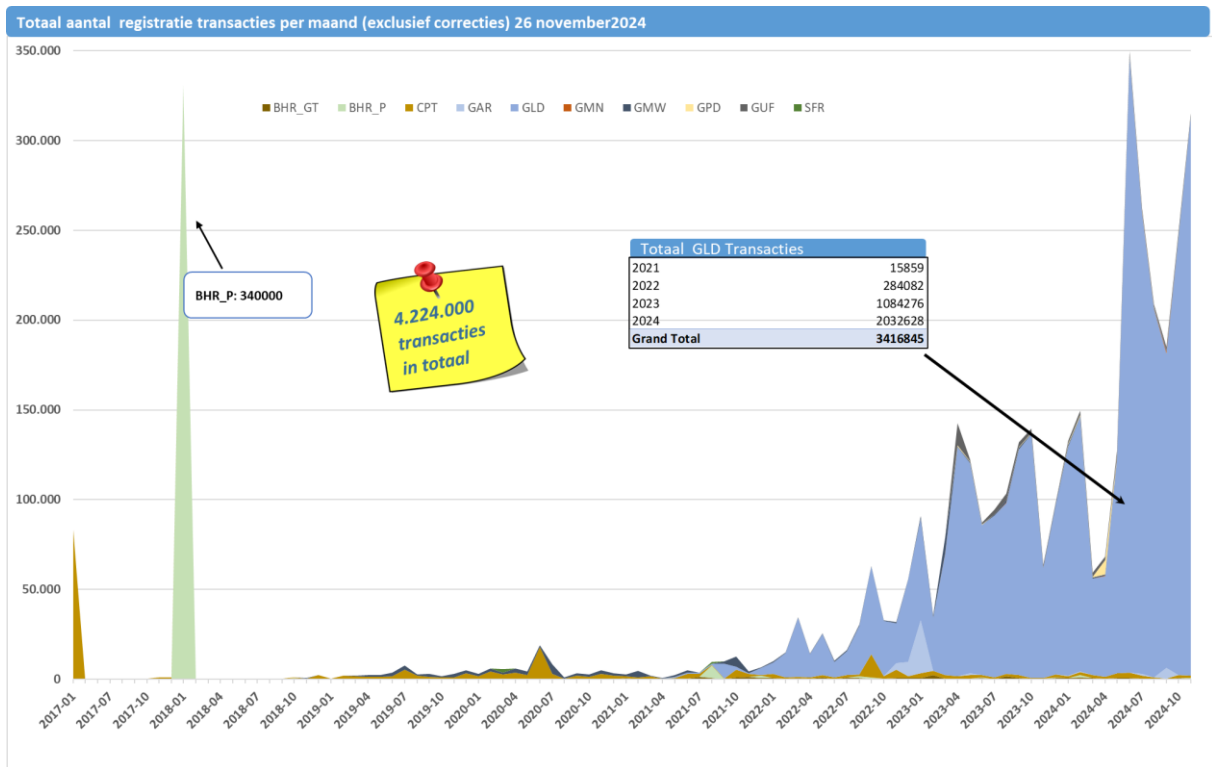 Totaal aantal registratie transacties per maand (exclusief correcties) 26 november2024
350.000
300.000
250.000
200.000
150.000
100.000
50.000
0
BHR_GT BHR_P CPT GAR GLD GMN GMW GPD GUF SFR
BHR_P: 340000
4.224.000
transacties
in totaal
Totaal GLD Transacties
2021 15859
2022 284082
2023 1084276
2024 2032628
Grand Total 3416845
2017-01 2017-07 2017-10 2018-01 2018-04 2018-07 2018-10 2019-01 2019-04 2019-07 2019-10 2020-01 2020-04 2020-07 2020-10 2021-01 2021-04 2021-07 2021-10 2022-01 2022-04 2022-07 2022-10 2023-01 2023-04 2023-07 2023-10 2024-01 2024-04 2024-07 2024-10